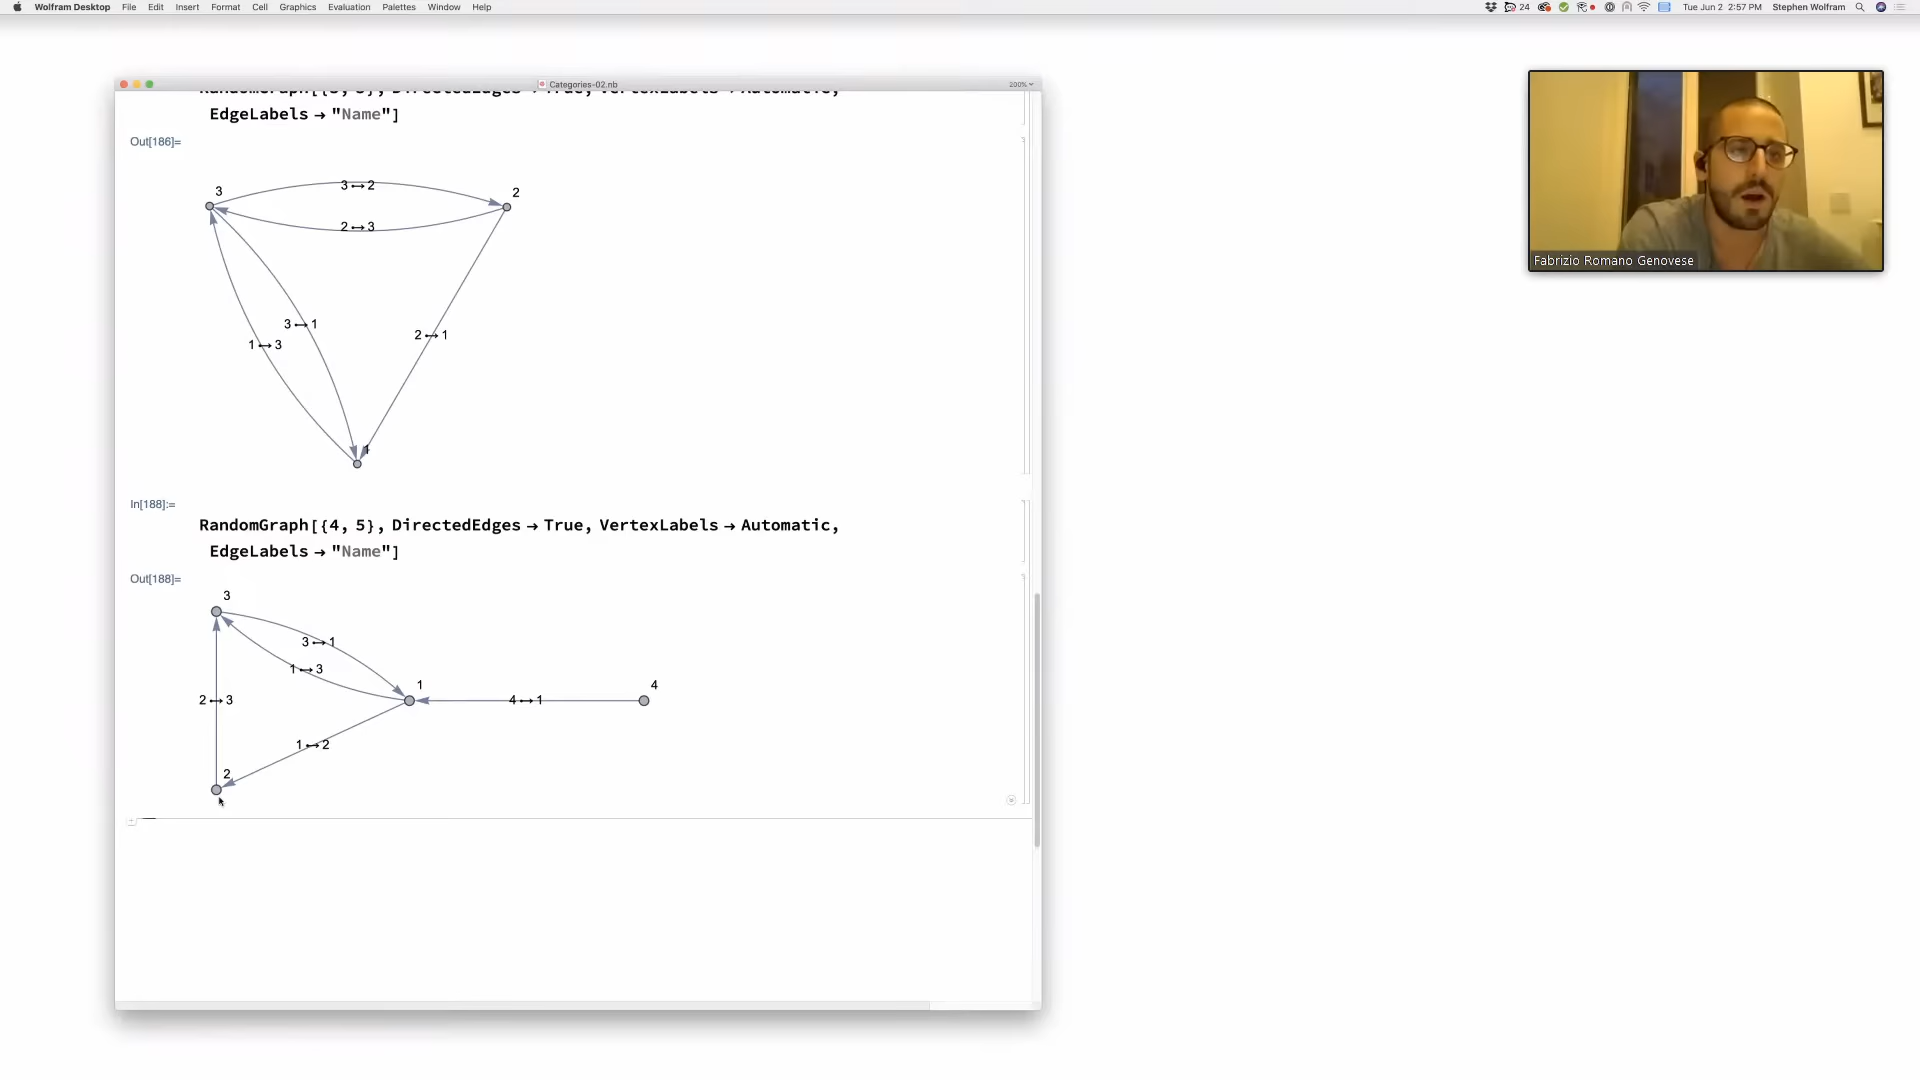 Wolfram Desktop File Edit Insert Format Cell Graphics Evaluation Palettes Window Help
24 Tue Jun 2 2:57 PM Stephen Wolfram
Categories-02.nb
200%
EdgeLabels → "Name"]
Out[186]=
3
3 ↦ 2
2
2 ↦ 3
3 ↦ 1
1 ↦ 3
2 ↦ 1
1
In[188]:=
RandomGraph[{4, 5}, DirectedEdges → True, VertexLabels → Automatic,
EdgeLabels → "Name"]
Out[188]=
3
3 ↦ 1
1 ↦ 3
1
4
2 ↦ 3
4 ↦ 1
1 ↦ 2
2
Fabrizio Romano Genovese